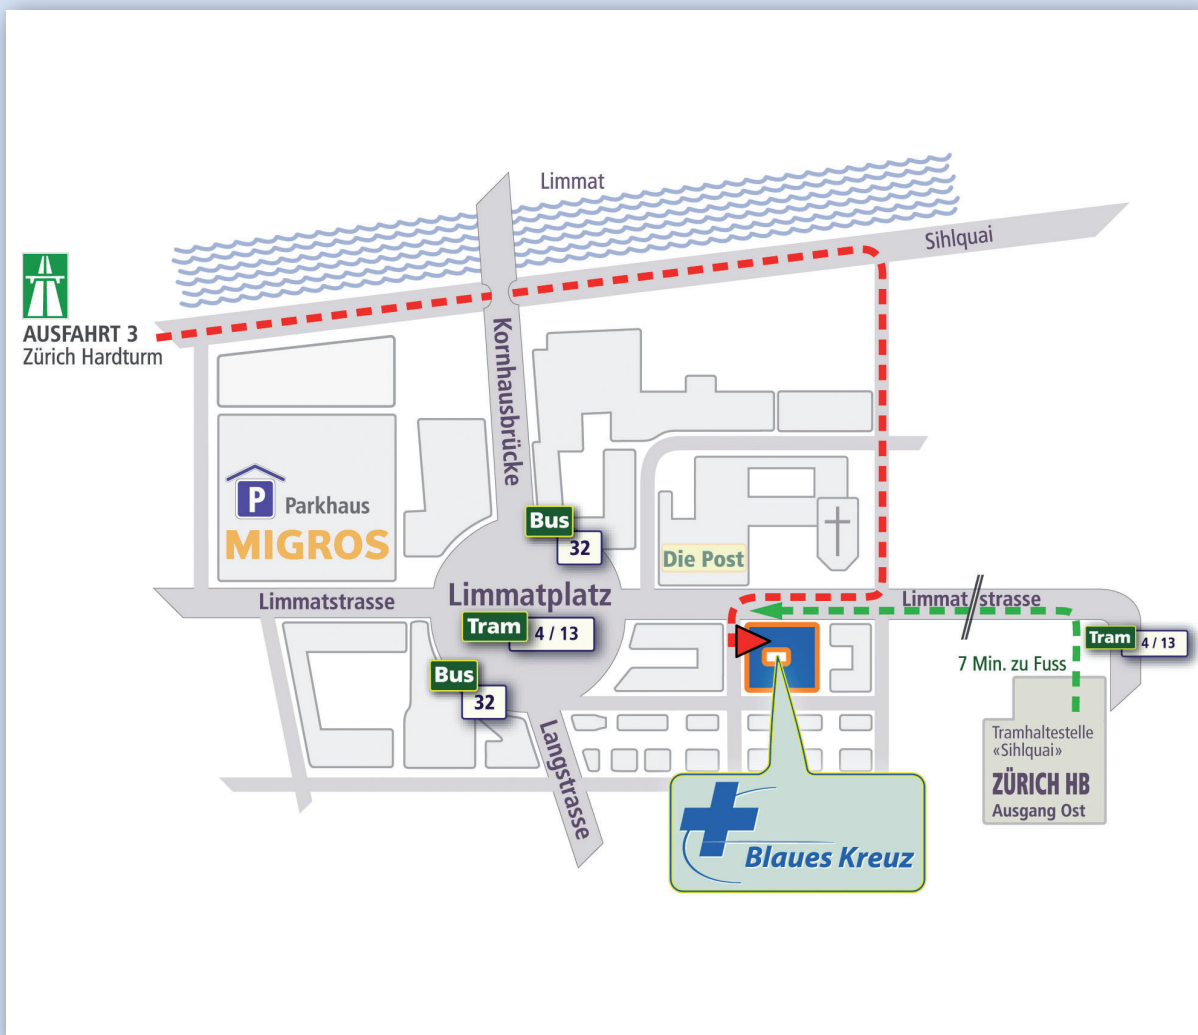 Limmat
Sihlquai
AUSFAHRT 3
Zürich Hardturm
Kornhausbrücke
P
Parkhaus
MIGROS
Bus
32
Die Post
Limmatstrasse
Limmatplatz
Limmatstrasse
Tram
4 / 13
Tram
4 / 13
7 Min. zu Fuss
Bus
32
Langstrasse
Tramhaltestelle
«Sihlquai»
ZÜRICH HB
Ausgang Ost
Blaues Kreuz